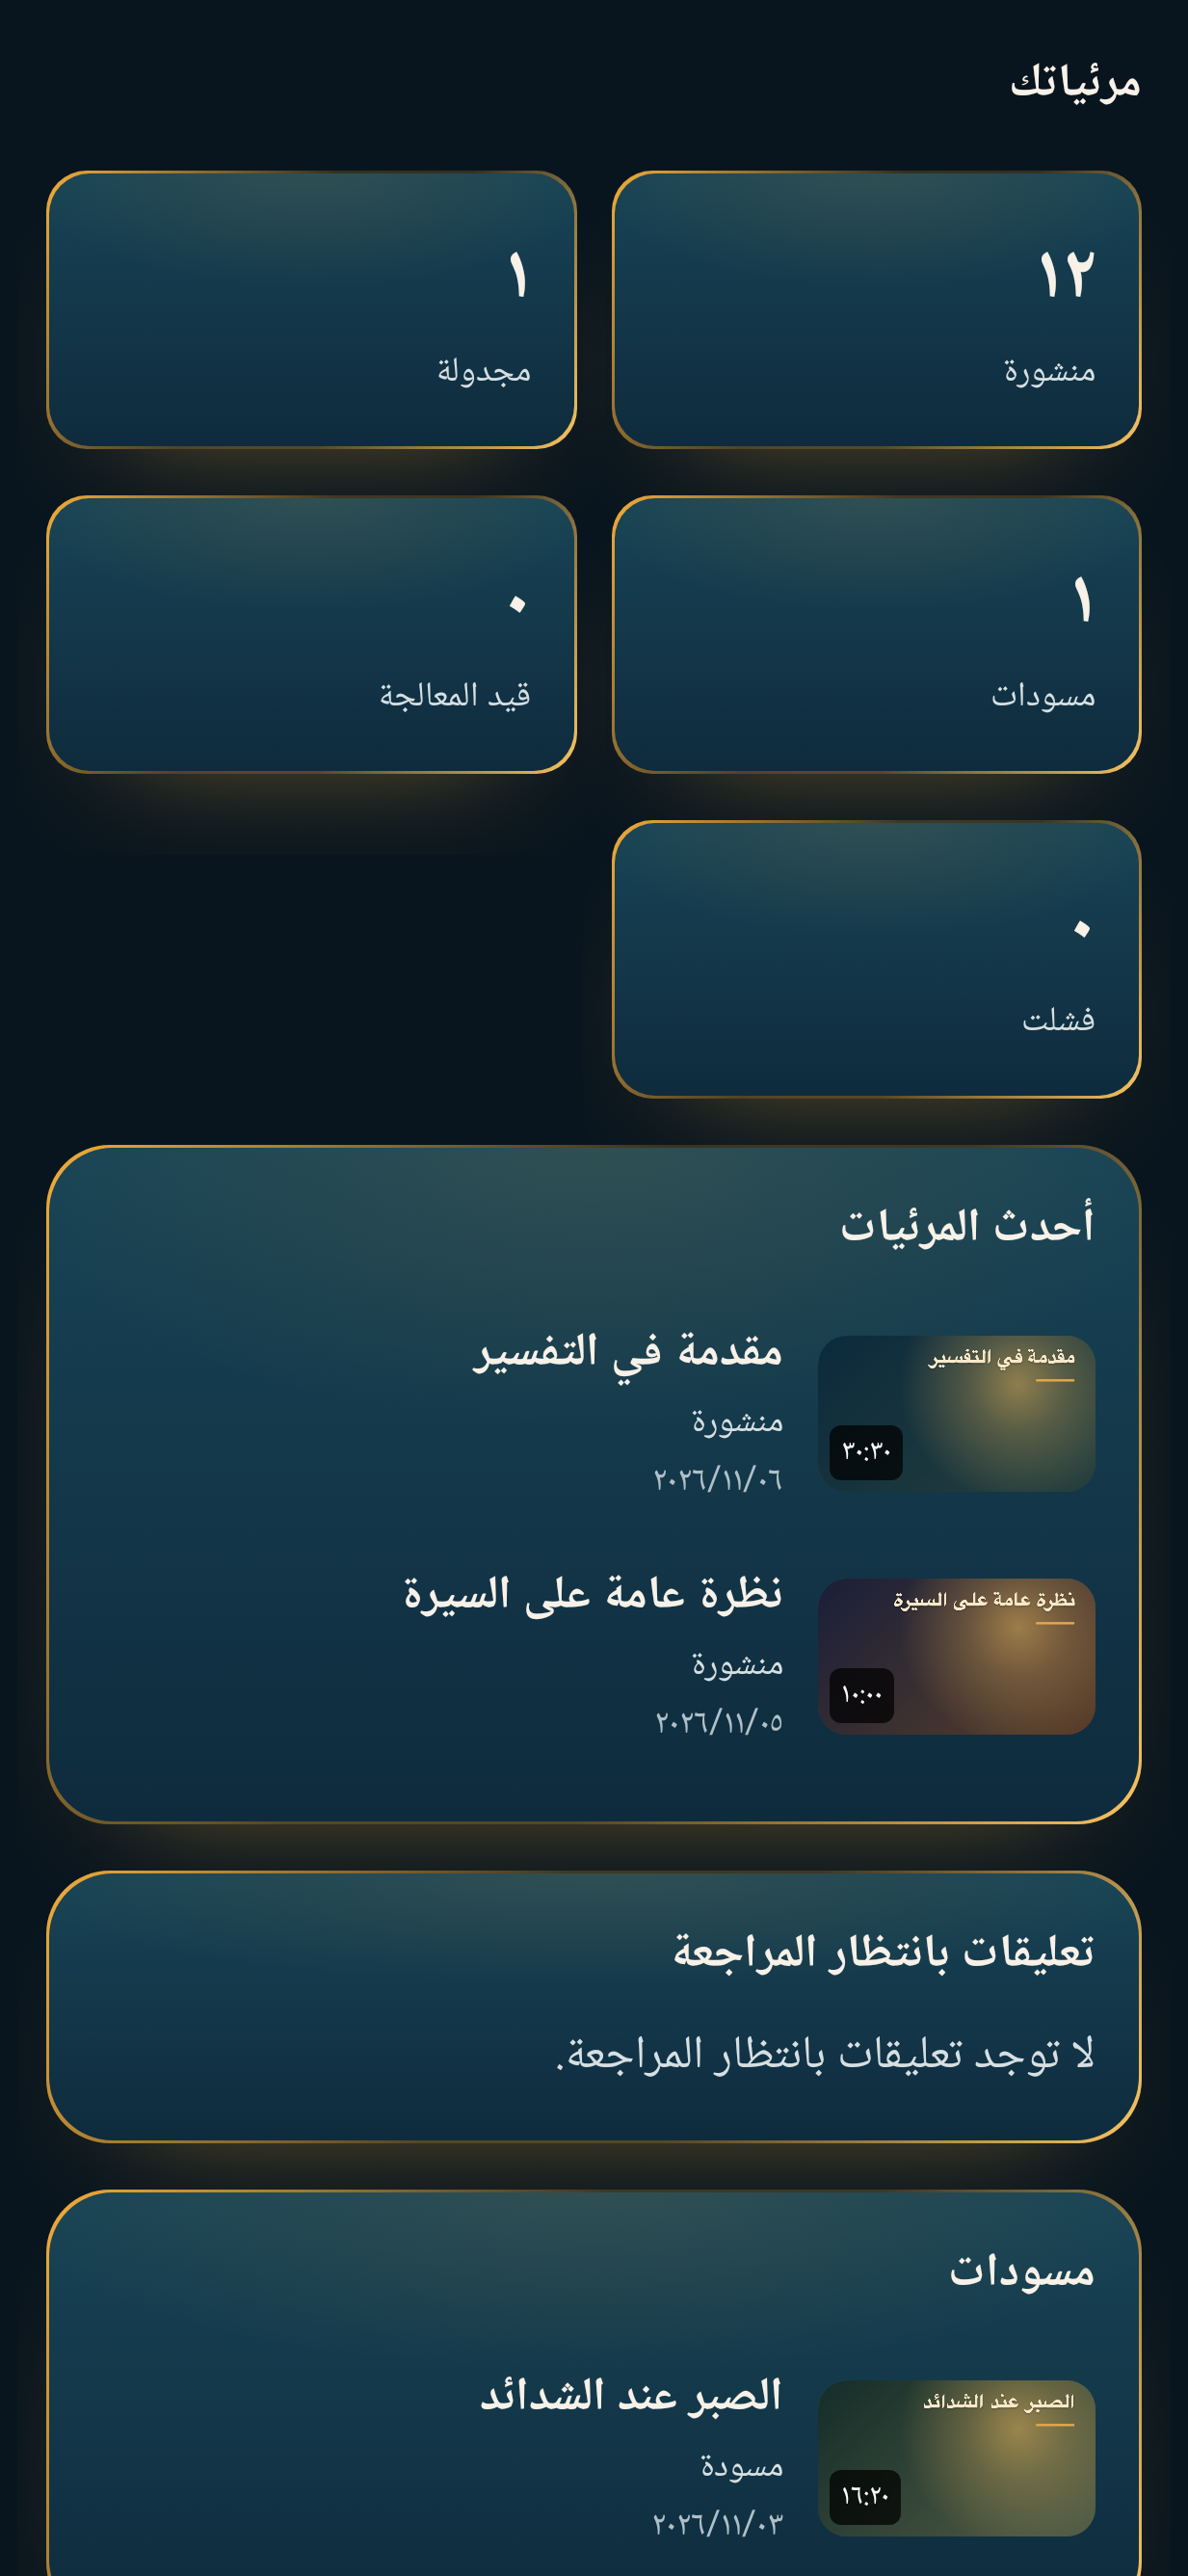 مرئياتك
١٢
منشورة
١
مجدولة
١
مسودات
٠
قيد المعالجة
٠
فشلت
أحدث المرئيات
مقدمة في التفسير
٣٠:٣٠
مقدمة في التفسير
منشورة
٢٠٢٦/١١/٠٦
نظرة عامة على السيرة
١٠:٠٠
نظرة عامة على السيرة
منشورة
٢٠٢٦/١١/٠٥
تعليقات بانتظار المراجعة
لا توجد تعليقات بانتظار المراجعة.
مسودات
الصبر عند الشدائد
١٦:٢٠
الصبر عند الشدائد
مسودة
٢٠٢٦/١١/٠٣